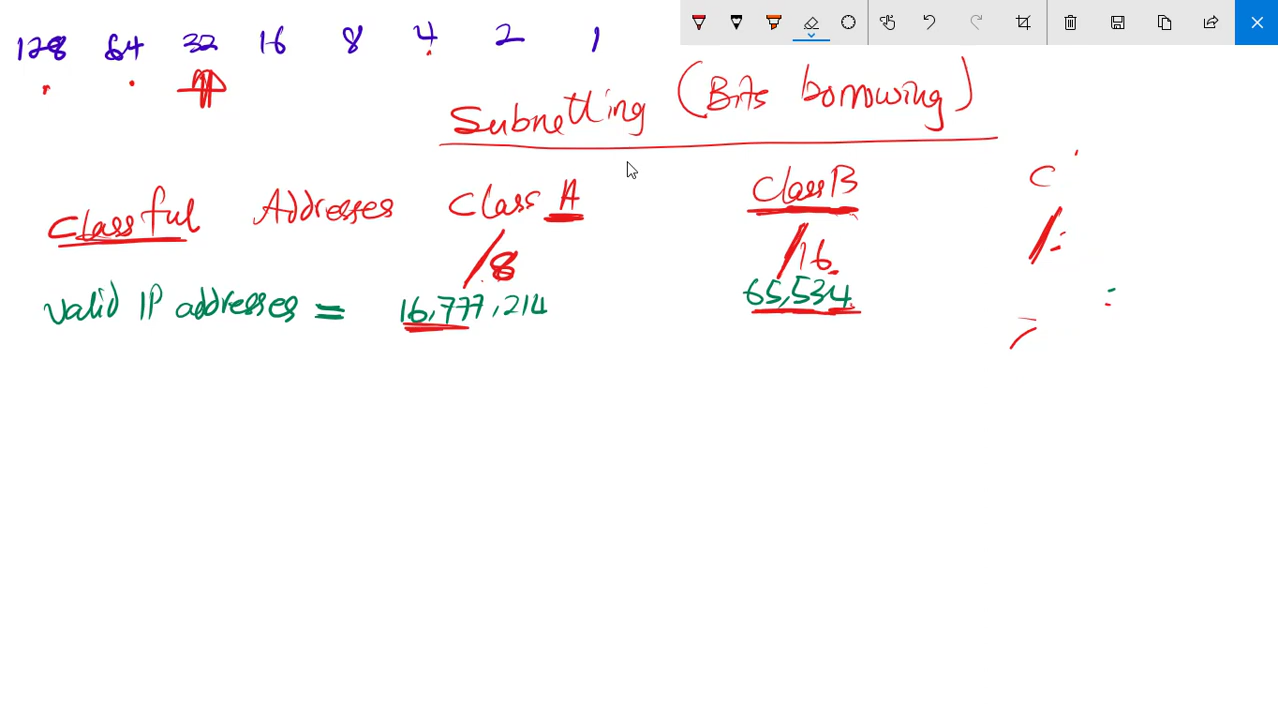 128 64 32 16 8 4 2 1
Subnetting (Bits borrowing)
Classful Addresses Class A Class B C
/8 /16 /
Valid IP addresses = 16,777,214 65,534